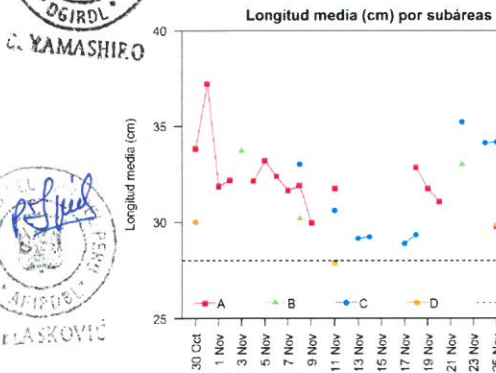 DGIRDL
C. YAMASHIRO
Longitud media (cm) por subáreas
Longitud media (cm)
40
35
30
25
A B C D
30 Oct
1 Nov
3 Nov
5 Nov
7 Nov
9 Nov
11 Nov
13 Nov
15 Nov
17 Nov
19 Nov
21 Nov
23 Nov
25 Nov